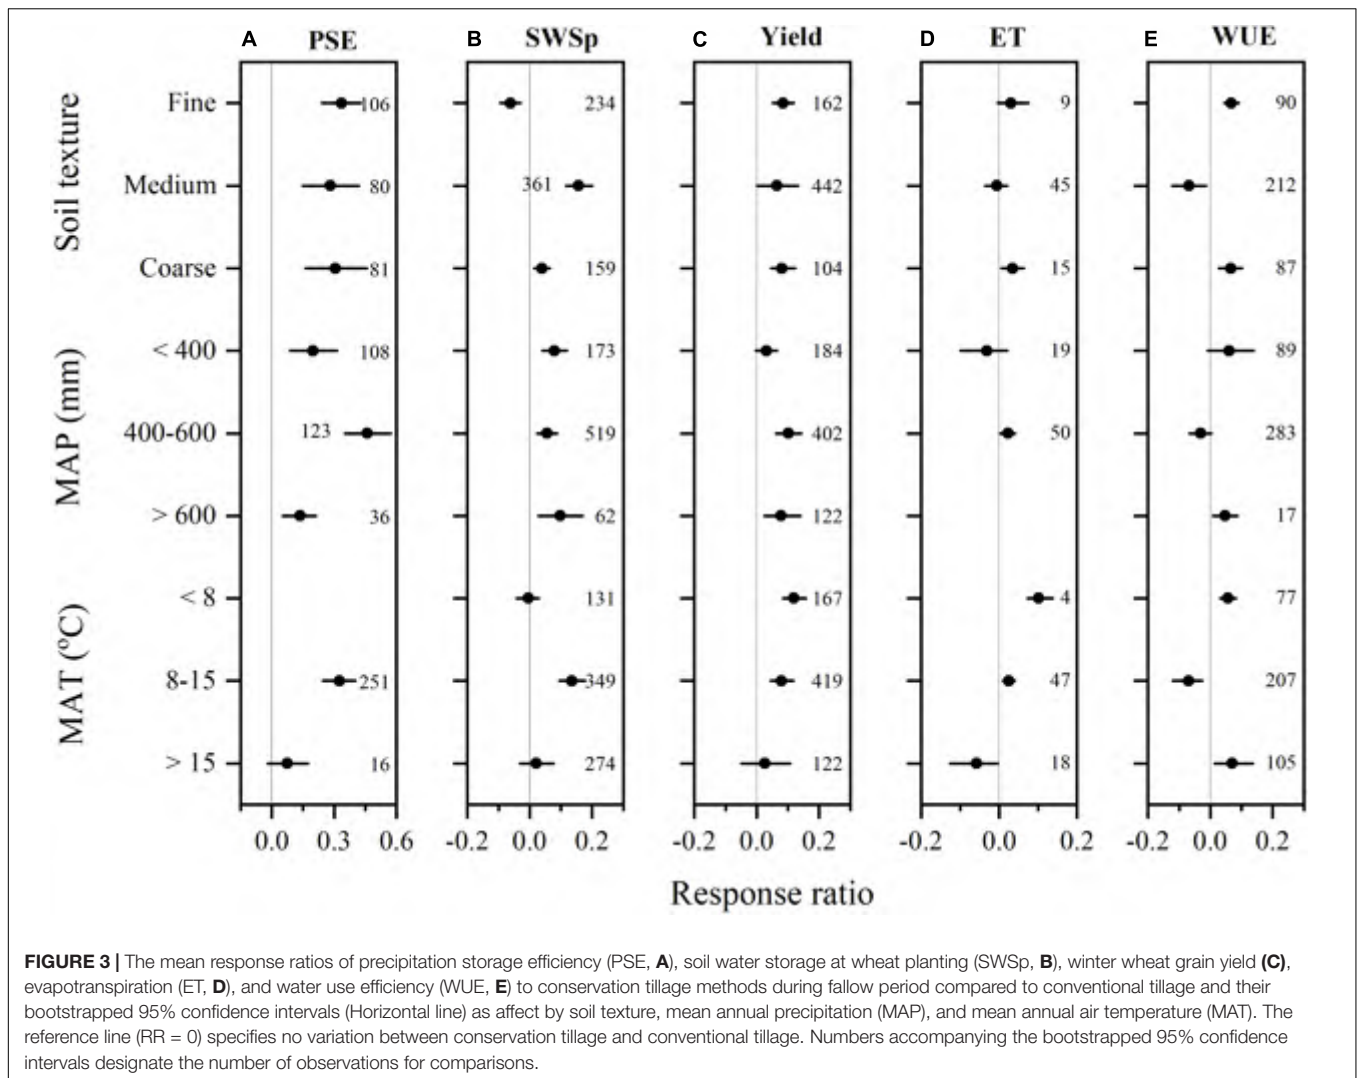 A PSE B SWSp C Yield D ET E WUE
Soil texture
Fine 106 234 162 9 90
Medium 80 361 442 45 212
Coarse 81 159 104 15 87
MAP (mm)
< 400 108 173 184 19 89
400-600 123 519 402 50 283
> 600 36 62 122 17
MAT (ºC)
< 8 131 167 4 77
8-15 251 349 419 47 207
> 15 16 274 122 18 105
0.0 0.3 0.6 -0.2 0.0 0.2 -0.2 0.0 0.2 -0.2 0.0 0.2 -0.2 0.0 0.2
Response ratio
FIGURE 3 | The mean response ratios of precipitation storage efficiency (PSE, A), soil water storage at wheat planting (SWSp, B), winter wheat grain yield (C),
evapotranspiration (ET, D), and water use efficiency (WUE, E) to conservation tillage methods during fallow period compared to conventional tillage and their
bootstrapped 95% confidence intervals (Horizontal line) as affect by soil texture, mean annual precipitation (MAP), and mean annual air temperature (MAT). The
reference line (RR = 0) specifies no variation between conservation tillage and conventional tillage. Numbers accompanying the bootstrapped 95% confidence
intervals designate the number of observations for comparisons.